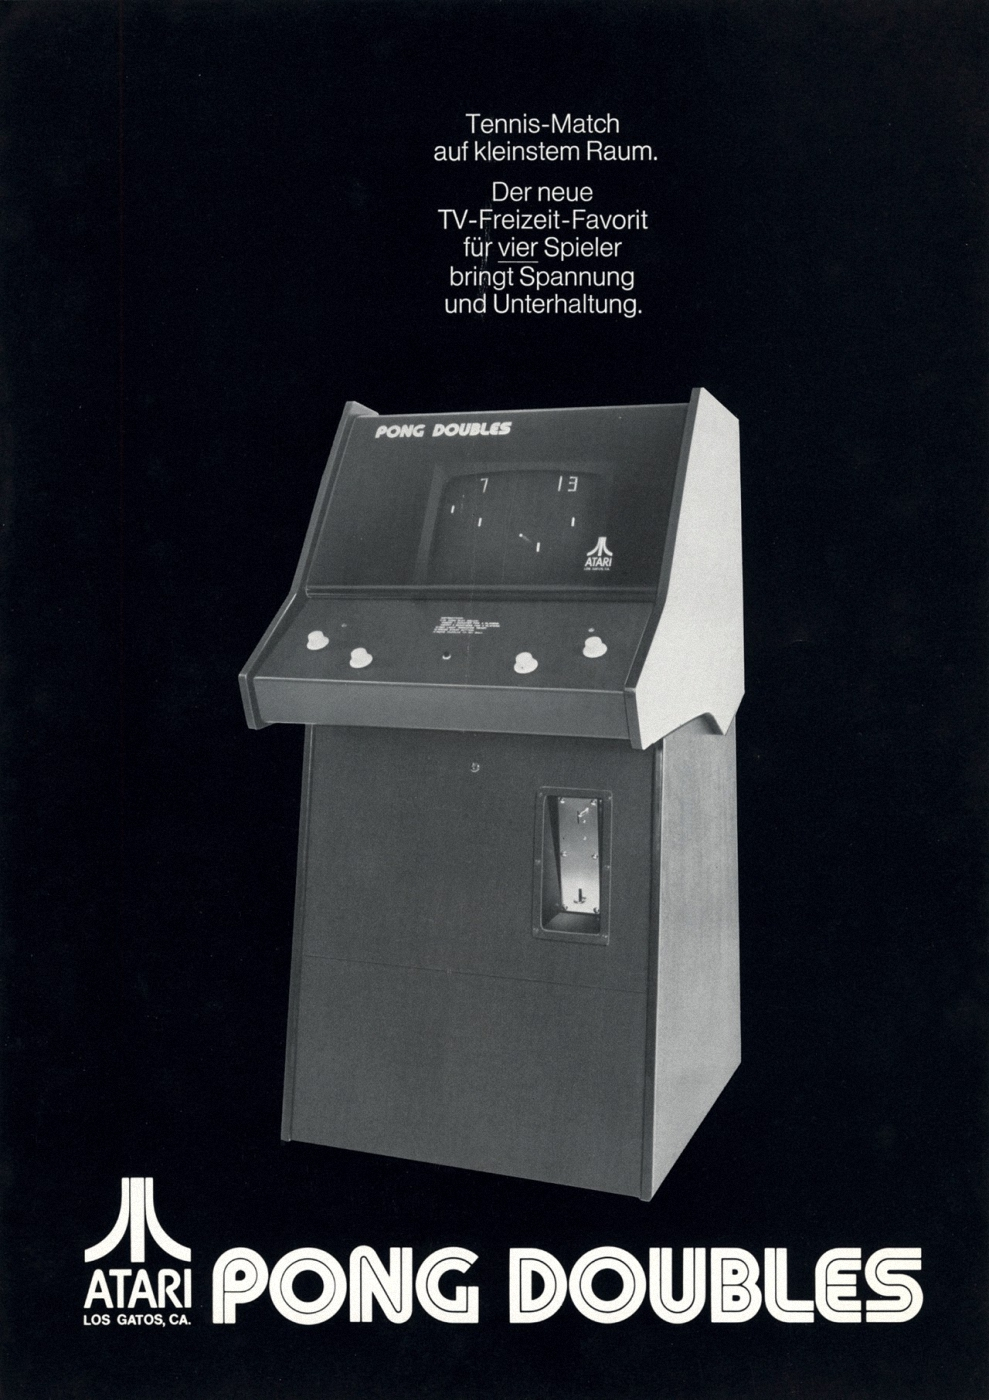 Tennis-Match
auf kleinstem Raum.
Der neue
TV-Freizeit-Favorit
für vier Spieler
bringt Spannung
und Unterhaltung.
PONG DOUBLES
7 13
ATARI
ATARI
LOS GATOS, CA.
PONG DOUBLES